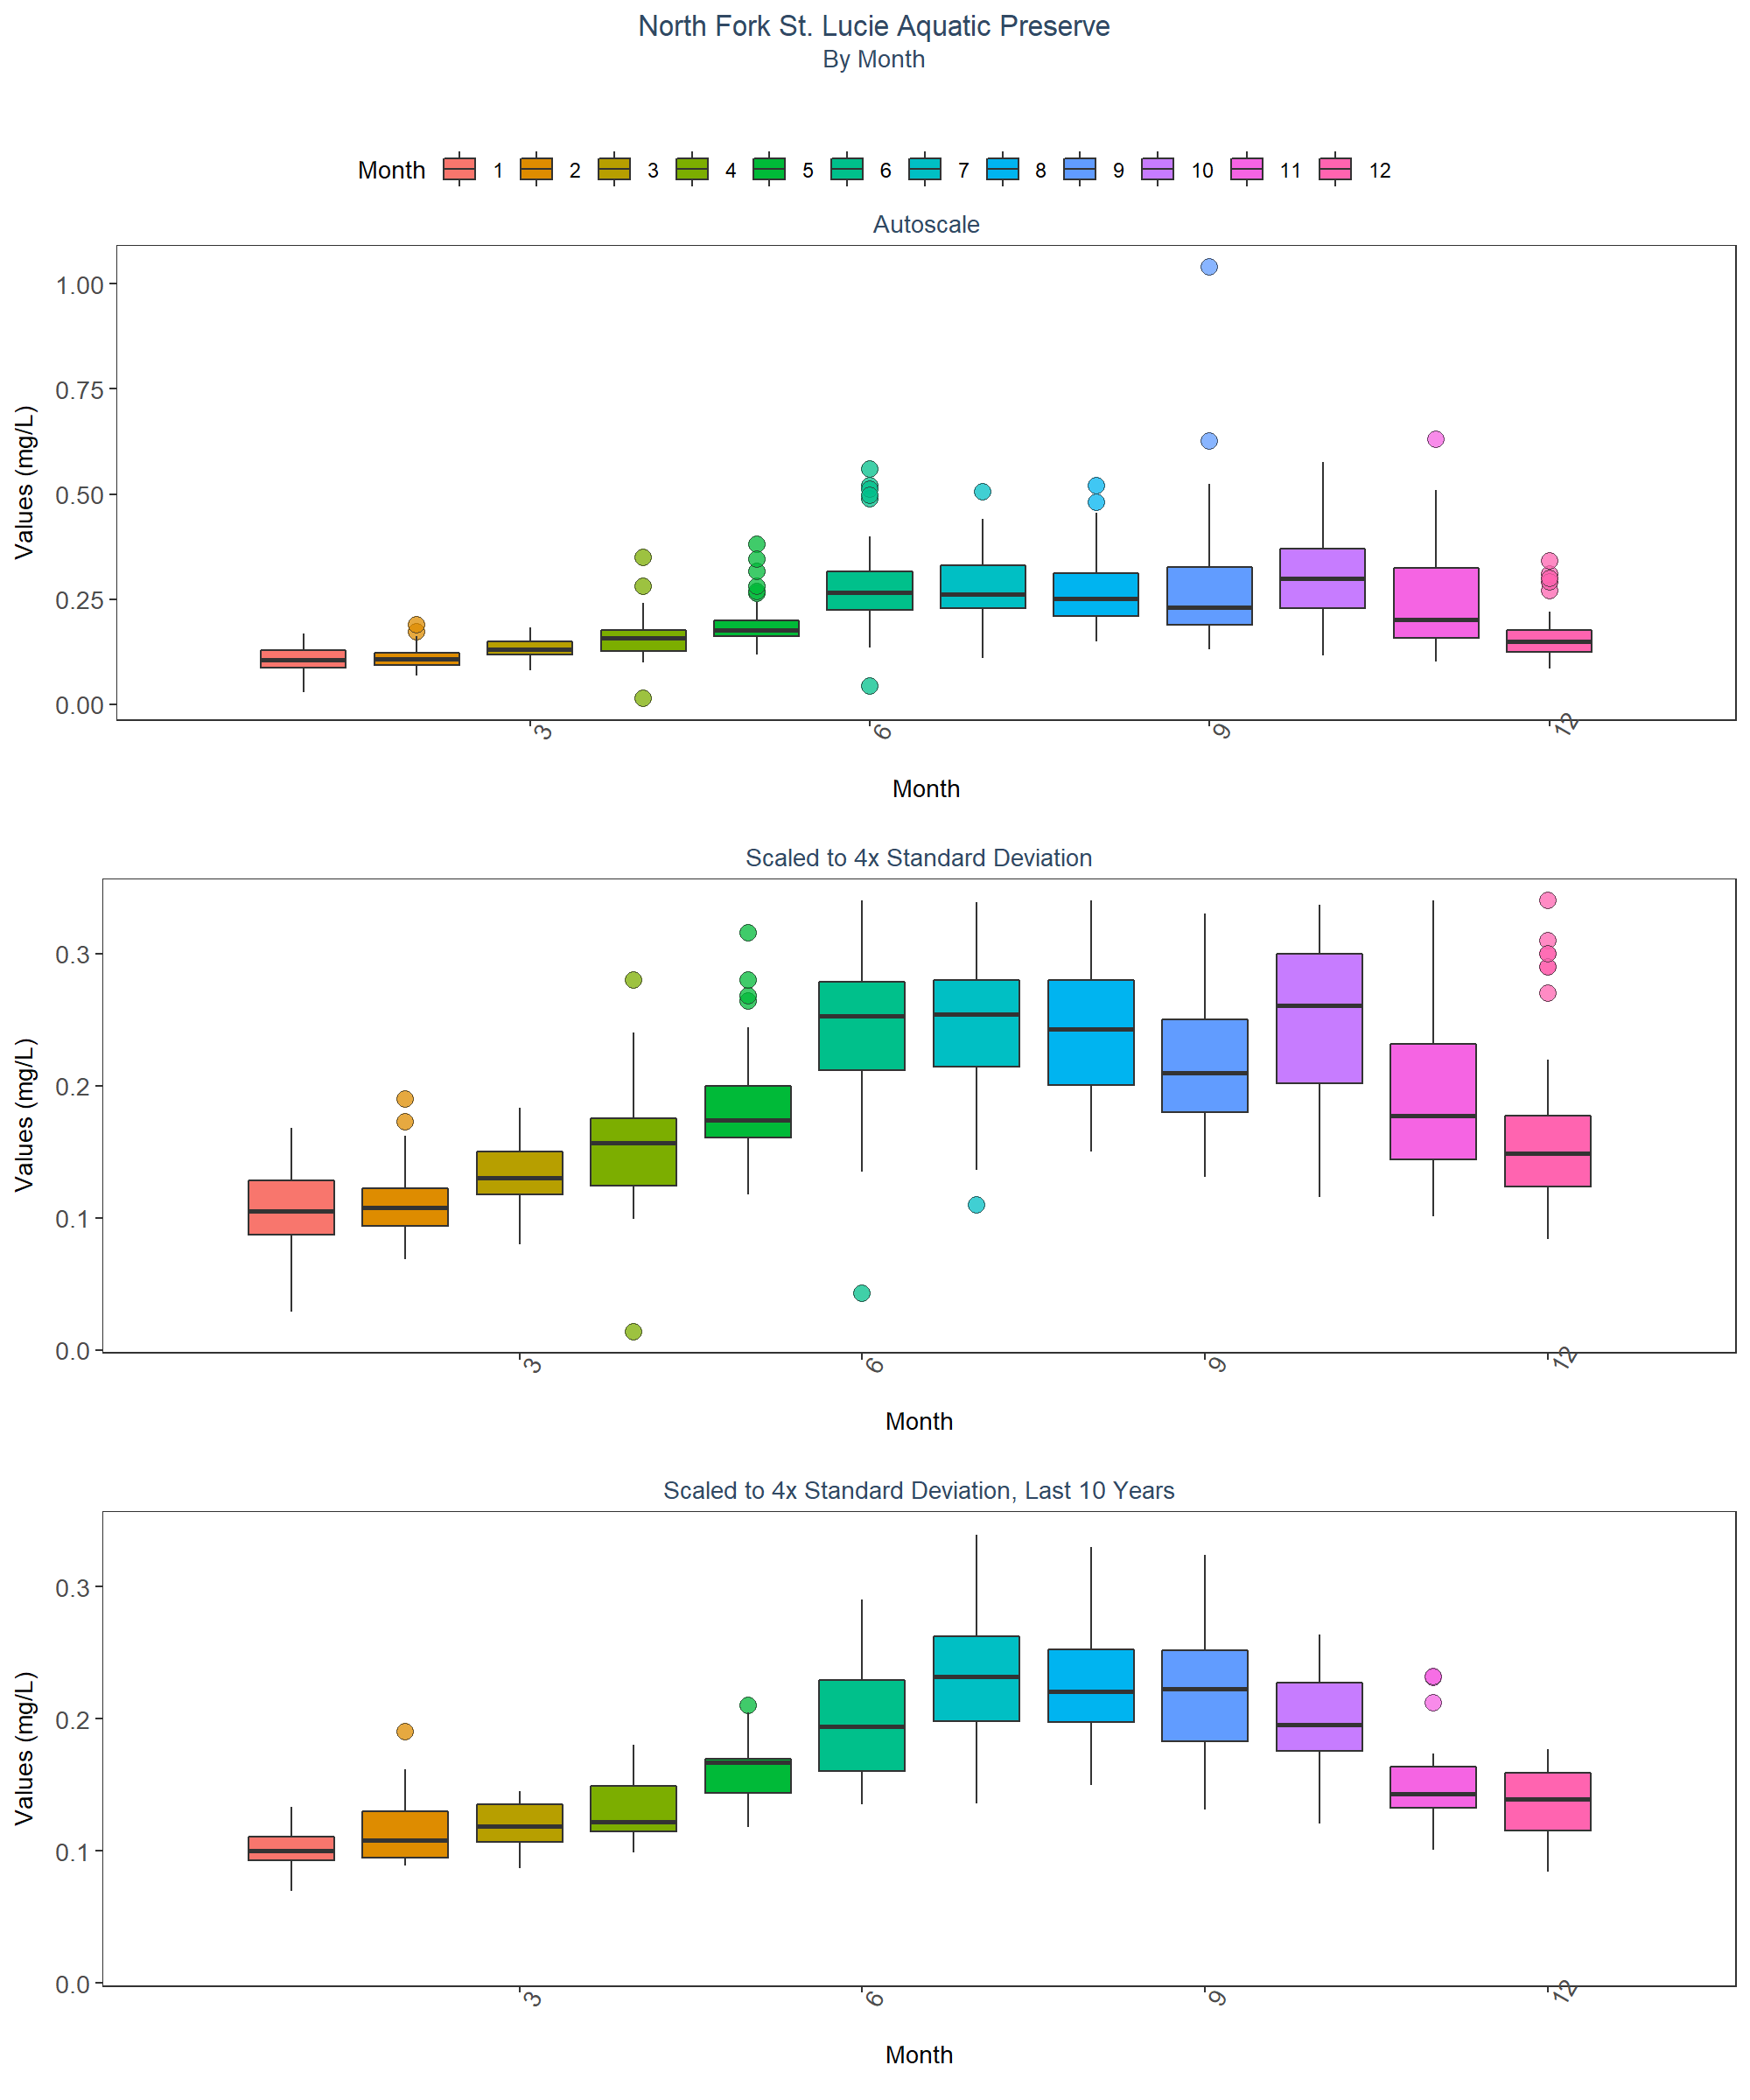 North Fork St. Lucie Aquatic Preserve
By Month
Month 1 2 3 4 5 6 7 8 9 10 11 12
Autoscale
Values (mg/L)
1.00
0.75
0.50
0.25
0.00
3 6 9 12
Month
Scaled to 4x Standard Deviation
Values (mg/L)
0.3
0.2
0.1
0.0
3 6 9 12
Month
Scaled to 4x Standard Deviation, Last 10 Years
Values (mg/L)
0.3
0.2
0.1
0.0
3 6 9 12
Month